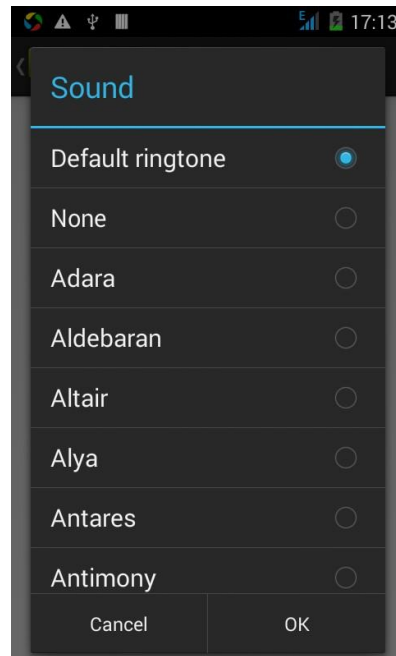 E 17:13
Sound
Default ringtone
None
Adara
Aldebaran
Altair
Alya
Antares
Antimony
Cancel OK